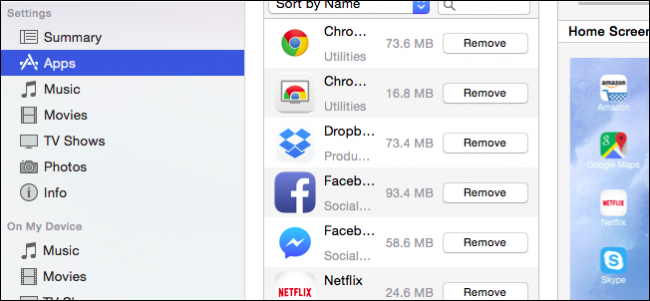 Settings
Summary
Apps
Music
Movies
TV Shows
Photos
Info
On My Device
Music
Movies
Sort by Name
Chro…
Utilities
73.6 MB
Remove
Chro…
Utilities
16.8 MB
Remove
Dropb…
Produ…
73.4 MB
Remove
Faceb…
Social…
93.4 MB
Remove
Faceb…
Social…
58.6 MB
Remove
NETFLIX
Netflix
24.6 MB
Remove
Home Screen
amazon
Amazon
Google Maps
NETFLIX
Netflix
Skype